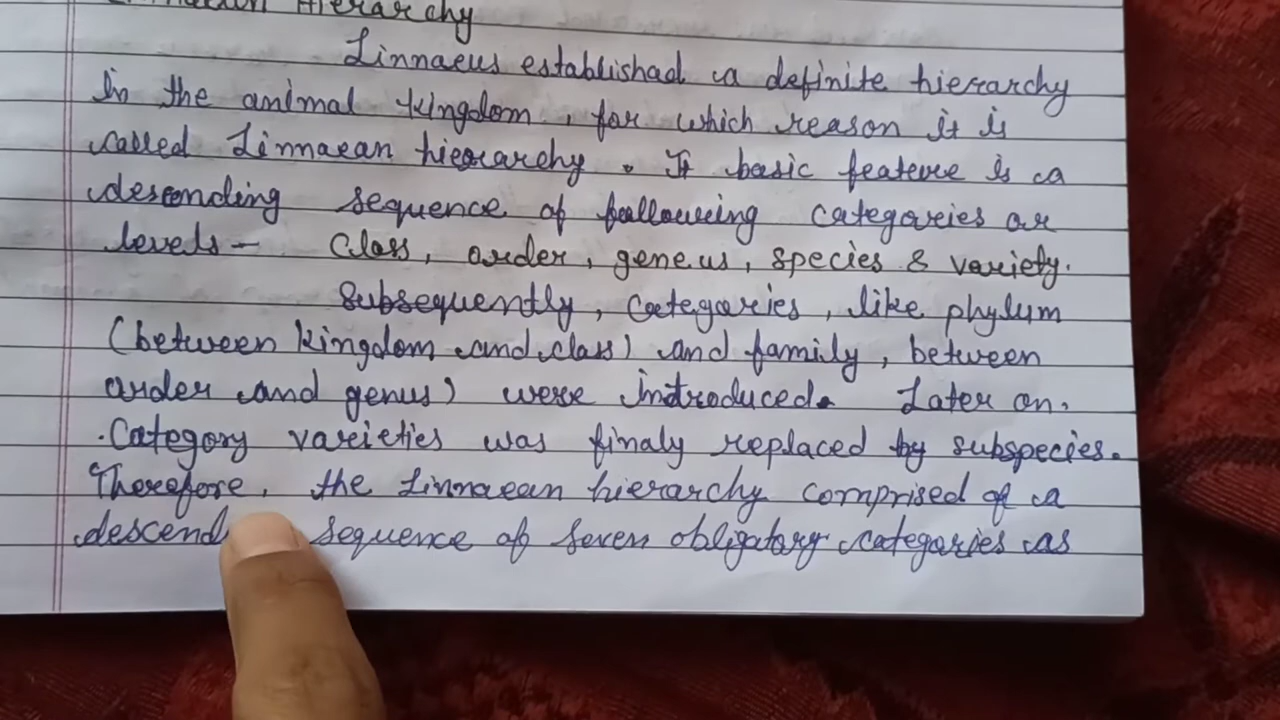 Linnaean Hierarchy
Linnaeus establishad a definite hierarchy
in the animal kingdom, for which reason it is
called Linnaean hierarchy. It basic feature is a
descending sequence of following categories or
levels - Class, order, geneus, species & variety.
Subsequently, categories, like phylum
(between kingdom and class) and family, between
order and genus) were introduced. Later on,
Category varieties was finaly replaced by subspecies.
Therefore, the Linnaean hierarchy comprised of a
descend sequence of seven obligatory categories as